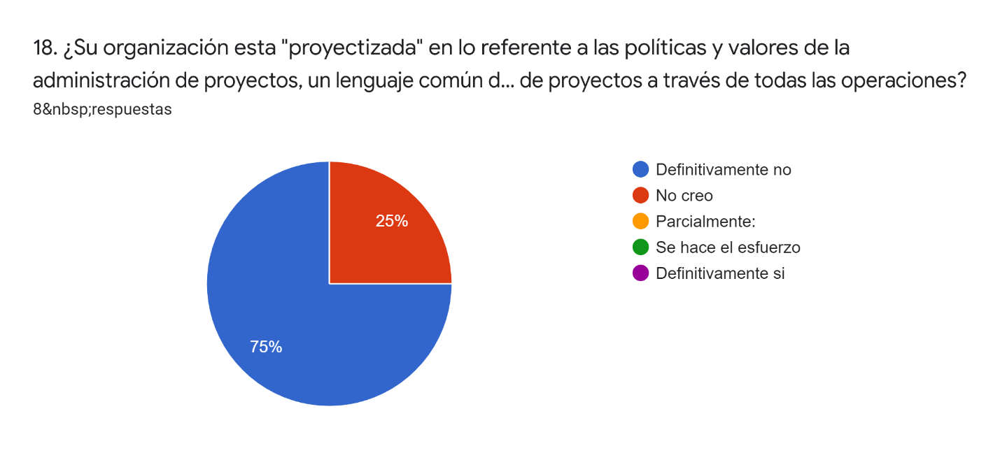 18. ¿Su organización esta "proyectizada" en lo referente a las políticas y valores de la
administración de proyectos, un lenguaje común d... de proyectos a través de todas las operaciones?
8&nbsp;respuestas
Definitivamente no
No creo
Parcialmente:
Se hace el esfuerzo
Definitivamente si
25%
75%